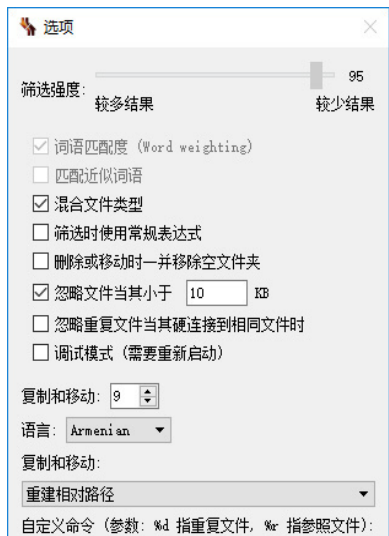 选项
95
筛选强度:
较多结果 较少结果
词语匹配度 (Word weighting)
匹配近似词语
混合文件类型
筛选时使用常规表达式
删除或移动时一并移除空文件夹
忽略文件当其小于 10 KB
忽略重复文件当其硬连接到相同文件时
调试模式 (需要重新启动)
复制和移动: 9
语言: Armenian
复制和移动:
重建相对路径
自定义命令 (参数: %d 指重复文件, %r 指参照文件):